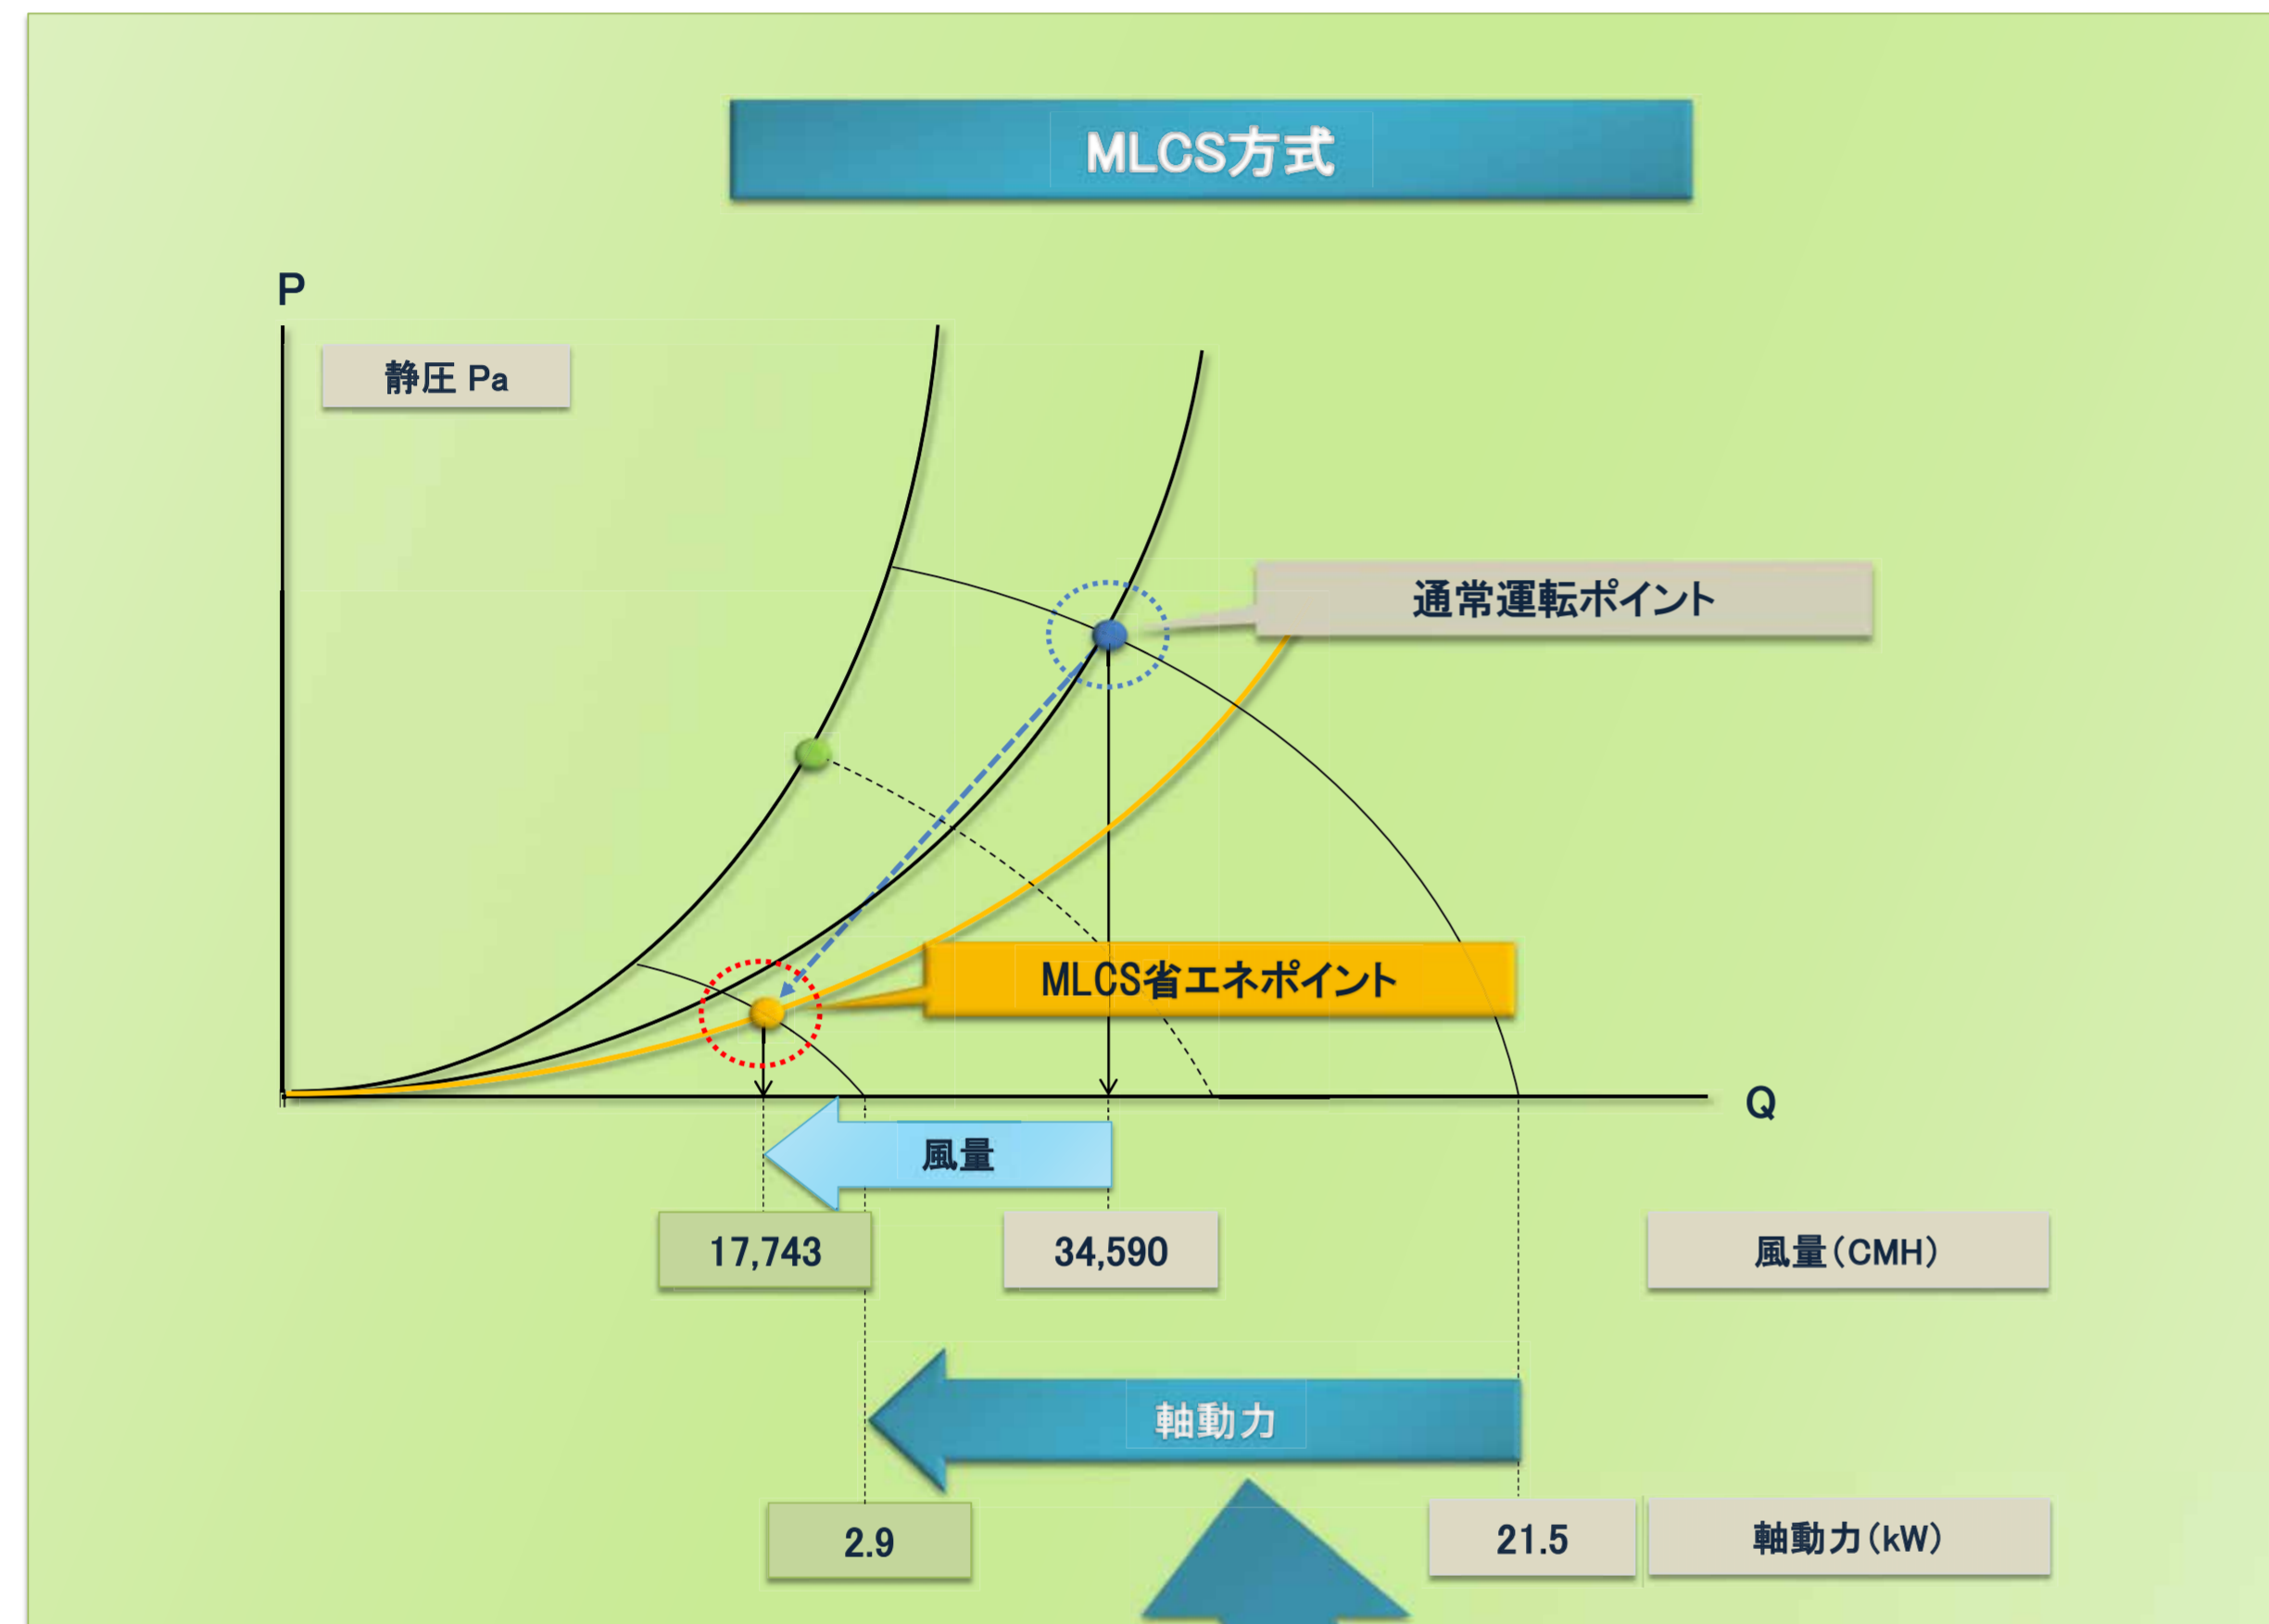 MLCS方式
P
静圧 Pa
通常運転ポイント
MLCS省エネポイント
Q
風量
17,743
34,590
風量(CMH)
軸動力
2.9
21.5
軸動力(kW)